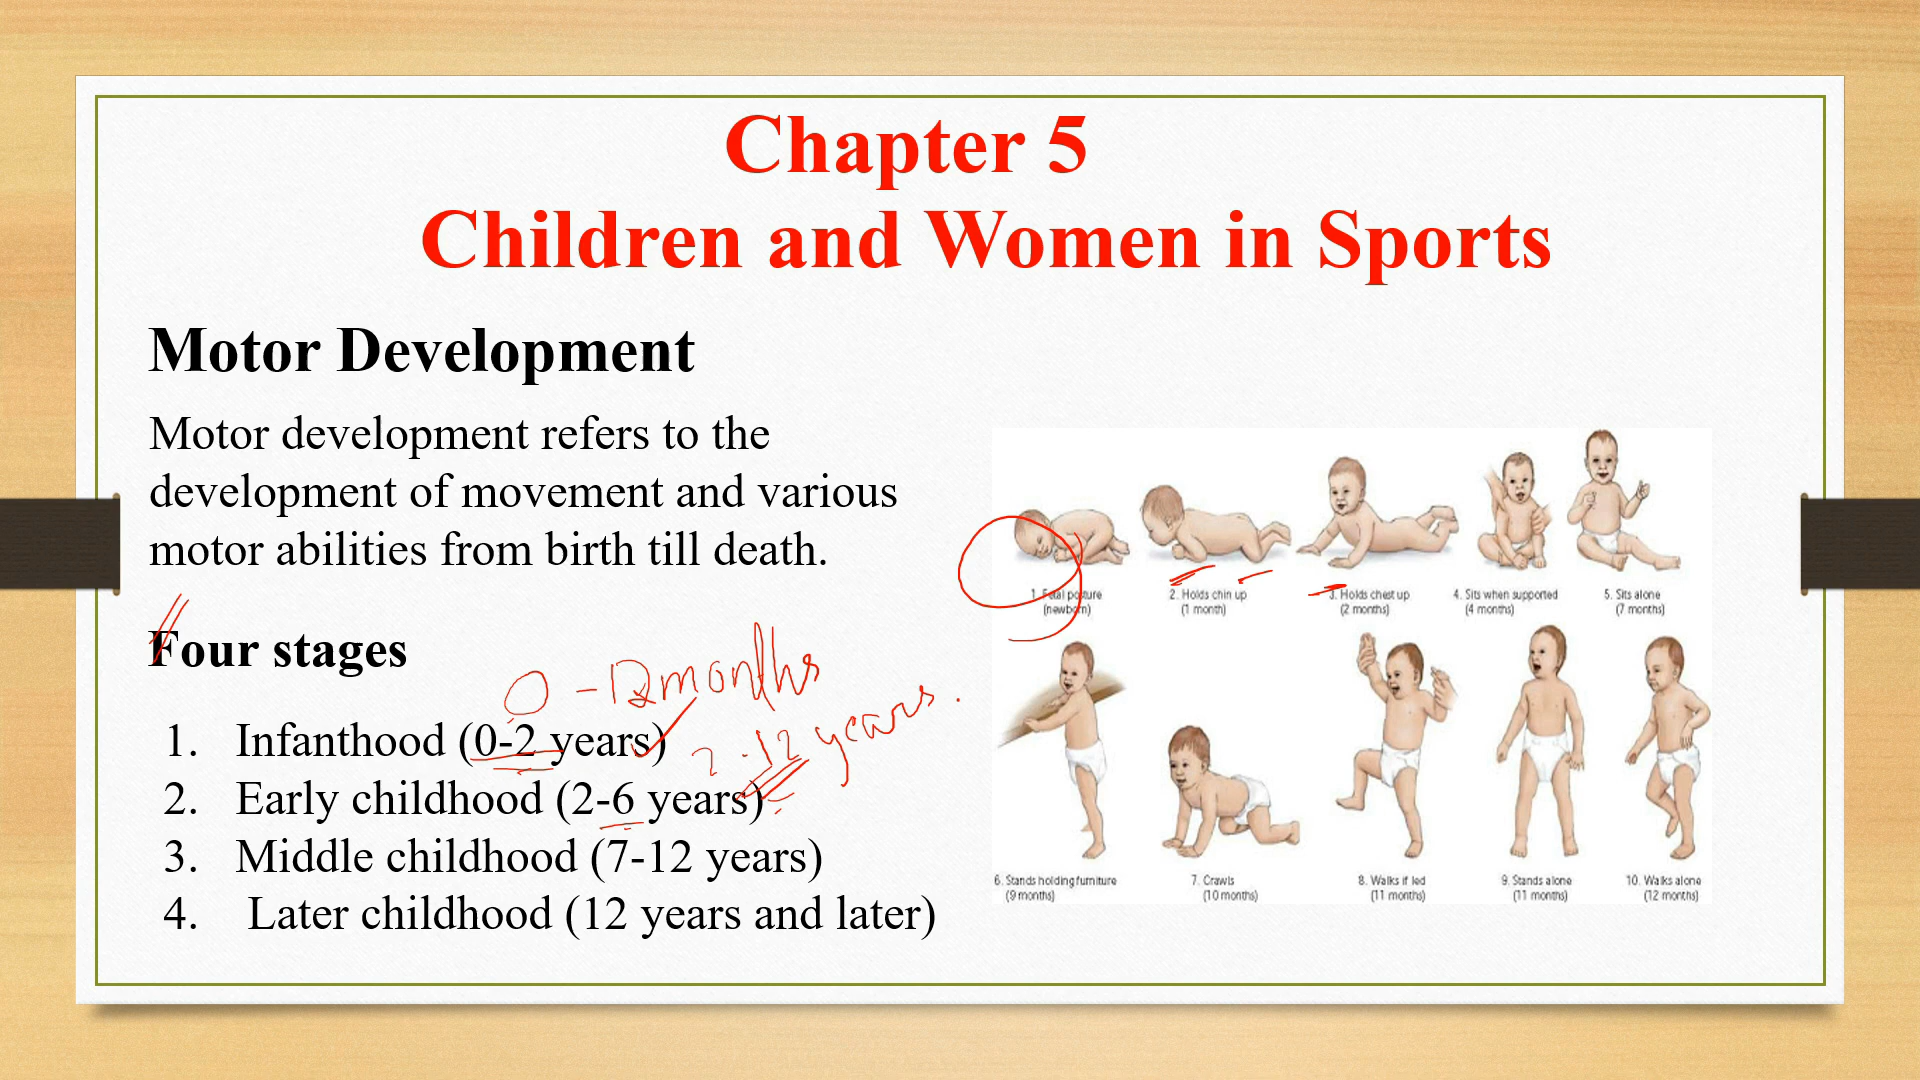 Chapter 5
Children and Women in Sports
Motor Development
Motor development refers to the
development of movement and various
motor abilities from birth till death.
Four stages
0 - 12 months
1. Infanthood (0-2 years)
2-12 years.
2. Early childhood (2-6 years)
3. Middle childhood (7-12 years)
4. Later childhood (12 years and later)
1. Fetal posture
(newborn)
2. Holds chin up
(1 month)
3. Holds chest up
(2 months)
4. Sits when supported
(4 months)
5. Sits alone
(7 months)
6. Stands holding furniture
(9 months)
7. Crawls
(10 months)
8. Walks if led
(11 months)
9. Stands alone
(11 months)
10. Walks alone
(12 months)